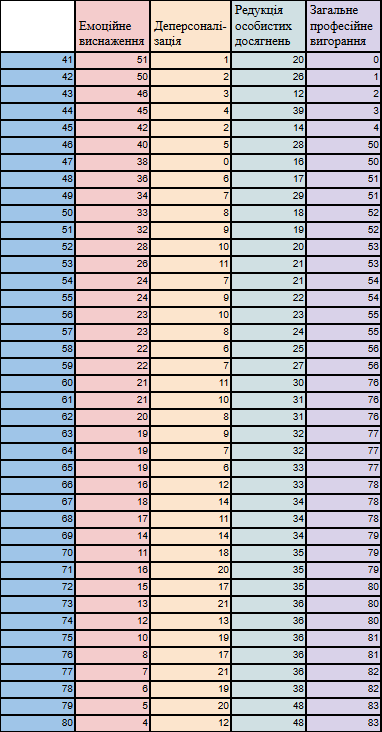 Емоційне виснаження Деперсоналі-зація Редукція особистих досягнень Загальне професійне вигорання
41 51 1 20 0
42 50 2 26 1
43 46 3 12 2
44 45 4 39 3
45 42 2 14 4
46 40 5 28 50
47 38 0 16 50
48 36 6 17 51
49 34 7 29 51
50 33 8 18 52
51 32 9 19 52
52 28 10 20 53
53 26 11 21 53
54 24 7 21 54
55 24 9 22 54
56 23 10 23 55
57 23 8 24 55
58 22 6 25 56
59 22 7 27 56
60 21 11 30 76
61 21 10 31 76
62 20 8 31 76
63 19 9 32 77
64 19 7 32 77
65 19 6 33 77
66 16 12 33 78
67 18 14 34 78
68 17 11 34 78
69 14 14 34 79
70 11 18 35 79
71 16 20 35 79
72 15 17 35 80
73 13 21 36 80
74 12 13 36 80
75 10 19 36 81
76 8 17 36 81
77 7 21 36 82
78 6 19 38 82
79 5 20 48 83
80 4 12 48 83